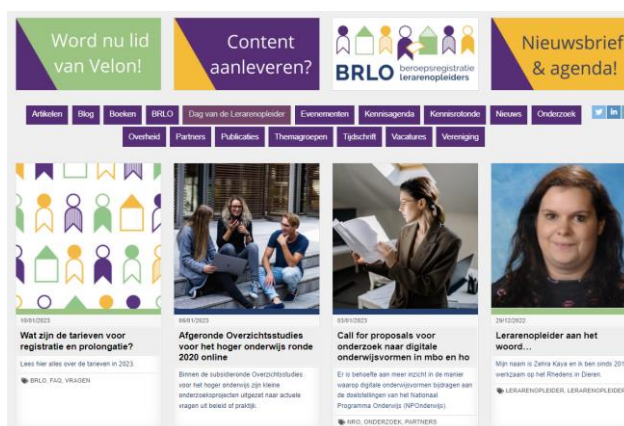 Word nu lid
van Velon!
Content
aanleveren?
BRLO beroepsregistratie
lerarenopleiders
Nieuwsbrief
& agenda!
Artikelen Blog Boeken BRLO Dag van de Lerarenopleider Evenementen Kennisagenda Kennisrotonde Nieuws Onderzoek
Overheid Partners Publicaties Themagroepen Tijdschrift Vacatures Vereniging
10/01/2023
Wat zijn de tarieven voor
registratie en prolongatie?
Lees hier alles over de tarieven in 2023.
BRLO, FAQ, VRAGEN
06/01/2023
Afgeronde Overzichtsstudies
voor het hoger onderwijs ronde
2020 online
Binnen de subsidieronde Overzichtsstudies
voor het hoger onderwijs zijn kleine
onderzoeksprojecten uitgezet naar actuele
vragen uit beleid of praktijk.
03/01/2023
Call for proposals voor
onderzoek naar digitale
onderwijsvormen in mbo en ho
Er is behoefte aan meer inzicht in de manier
waarop digitale onderwijsvormen bijdragen aan
de doelstellingen van het Nationaal
Programma Onderwijs (NPOnderwijs).
NRO, ONDERZOEK, PARTNERS
29/12/2022
Lerarenopleider aan het
woord…
Mijn naam is Zehra Kaya en ik ben sinds 201
werkzaam op het Rhedens in Dieren.
LERARENOPLEIDER, LERARENOPLEIDER